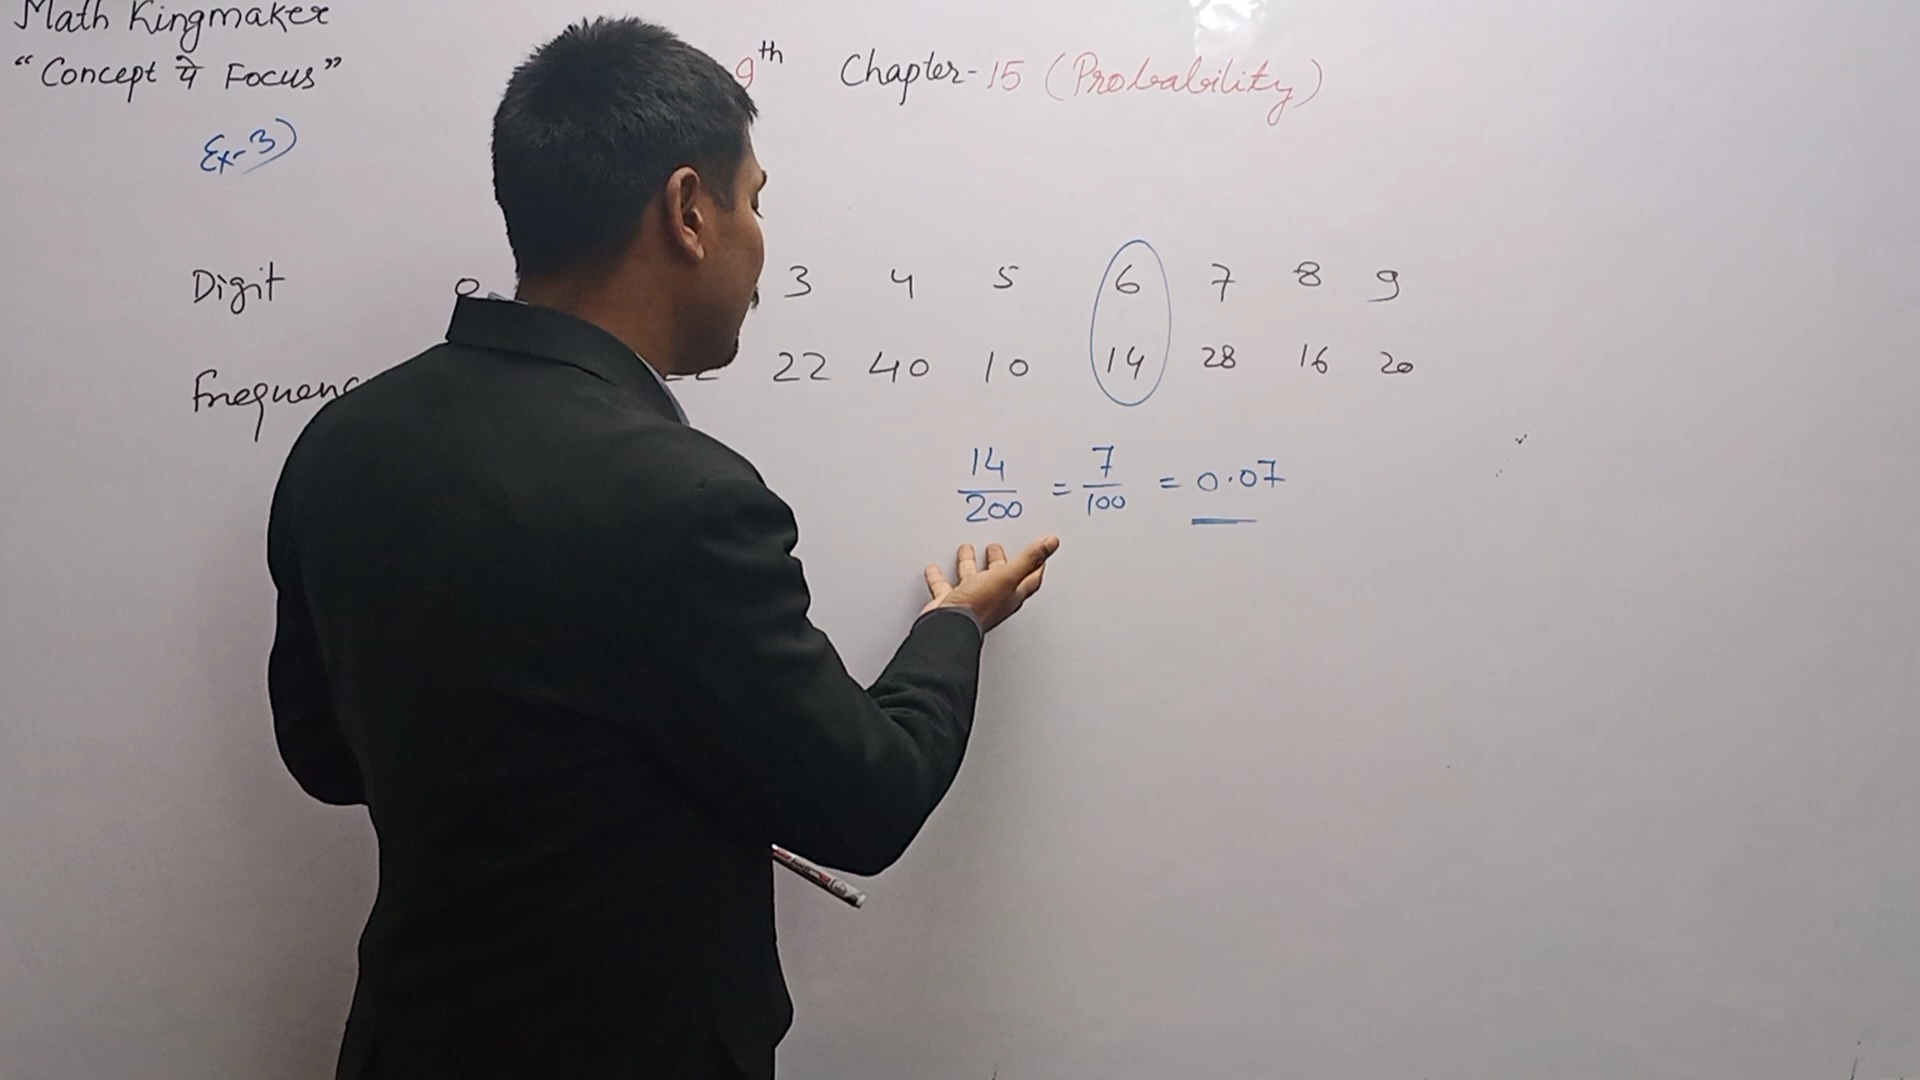 Math Kingmaker
"Concept पे Focus"
9th Chapter-15 (Probability)
Ex-3)
Digit 0 3 4 5 6 7 8 9
22 40 10 14 28 16 20
14/200 = 7/100 = 0.07